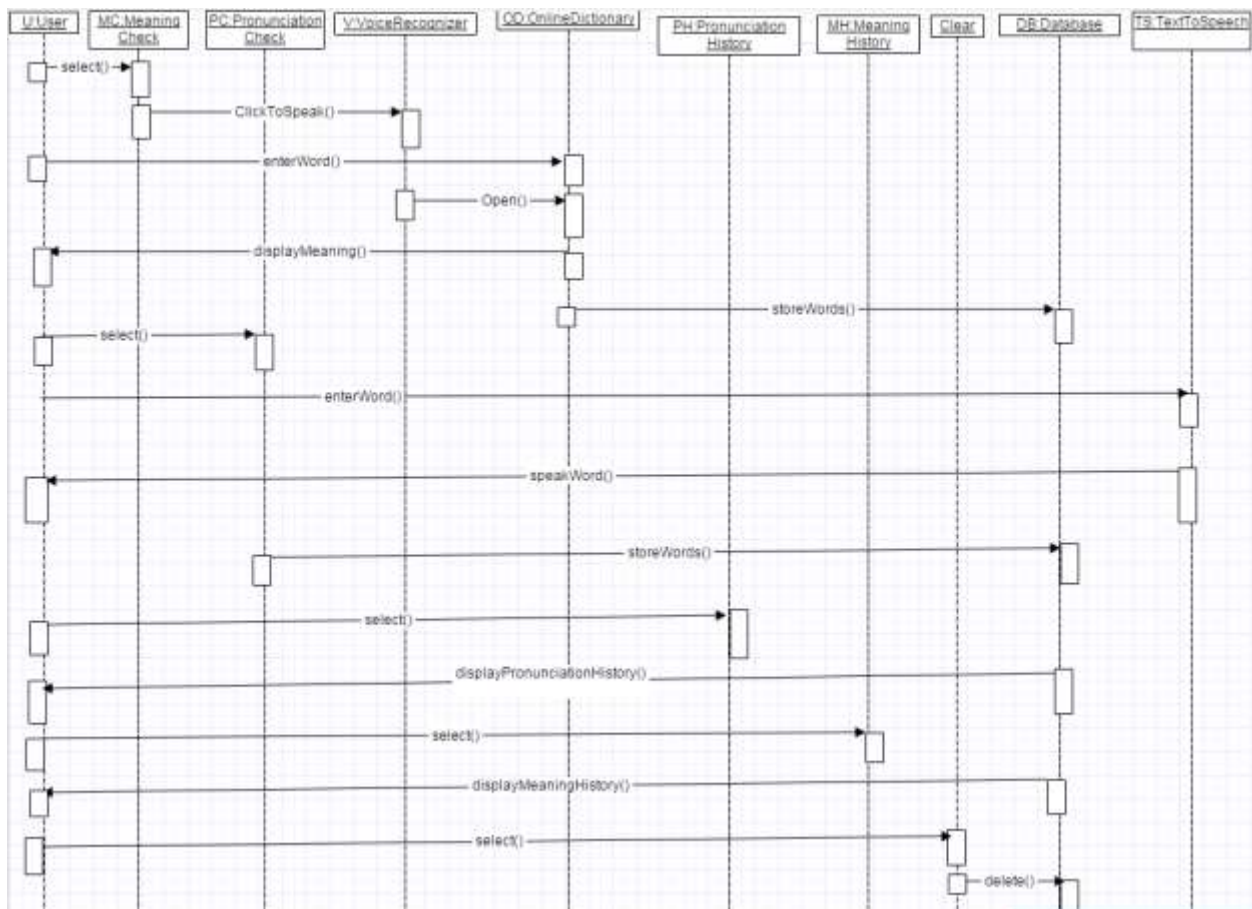 U:User
MC:Meaning
Check
PC:Pronunciation
Check
V:VoiceRecognizer
OD:OnlineDictionary
PH:Pronunciation
History
MH:Meaning
History
Clear
DB:Database
TS:TextToSpeech
select()
ClickToSpeak()
enterWord()
Open()
displayMeaning()
storeWords()
select()
enterWord()
speakWord()
storeWords()
select()
displayPronunciationHistory()
select()
displayMeaningHistory()
select()
delete()